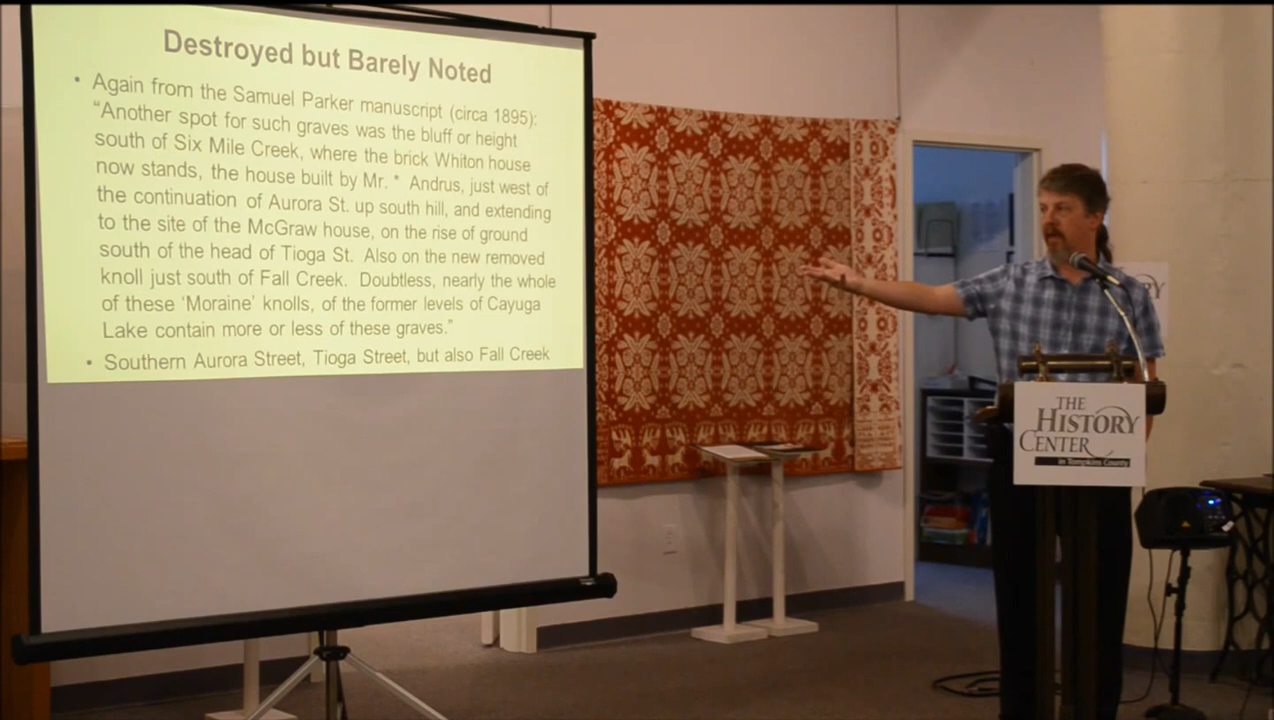 Destroyed but Barely Noted
• Again from the Samuel Parker manuscript (circa 1895):
“Another spot for such graves was the bluff or height
south of Six Mile Creek, where the brick Whiton house
now stands, the house built by Mr. * Andrus, just west of
the continuation of Aurora St. up south hill, and extending
to the site of the McGraw house, on the rise of ground
south of the head of Tioga St. Also on the new removed
knoll just south of Fall Creek. Doubtless, nearly the whole
of these ‘Moraine’ knolls, of the former levels of Cayuga
Lake contain more or less of these graves.”
• Southern Aurora Street, Tioga Street, but also Fall Creek
RY
THE
HISTORY
CENTER
in Tompkins County